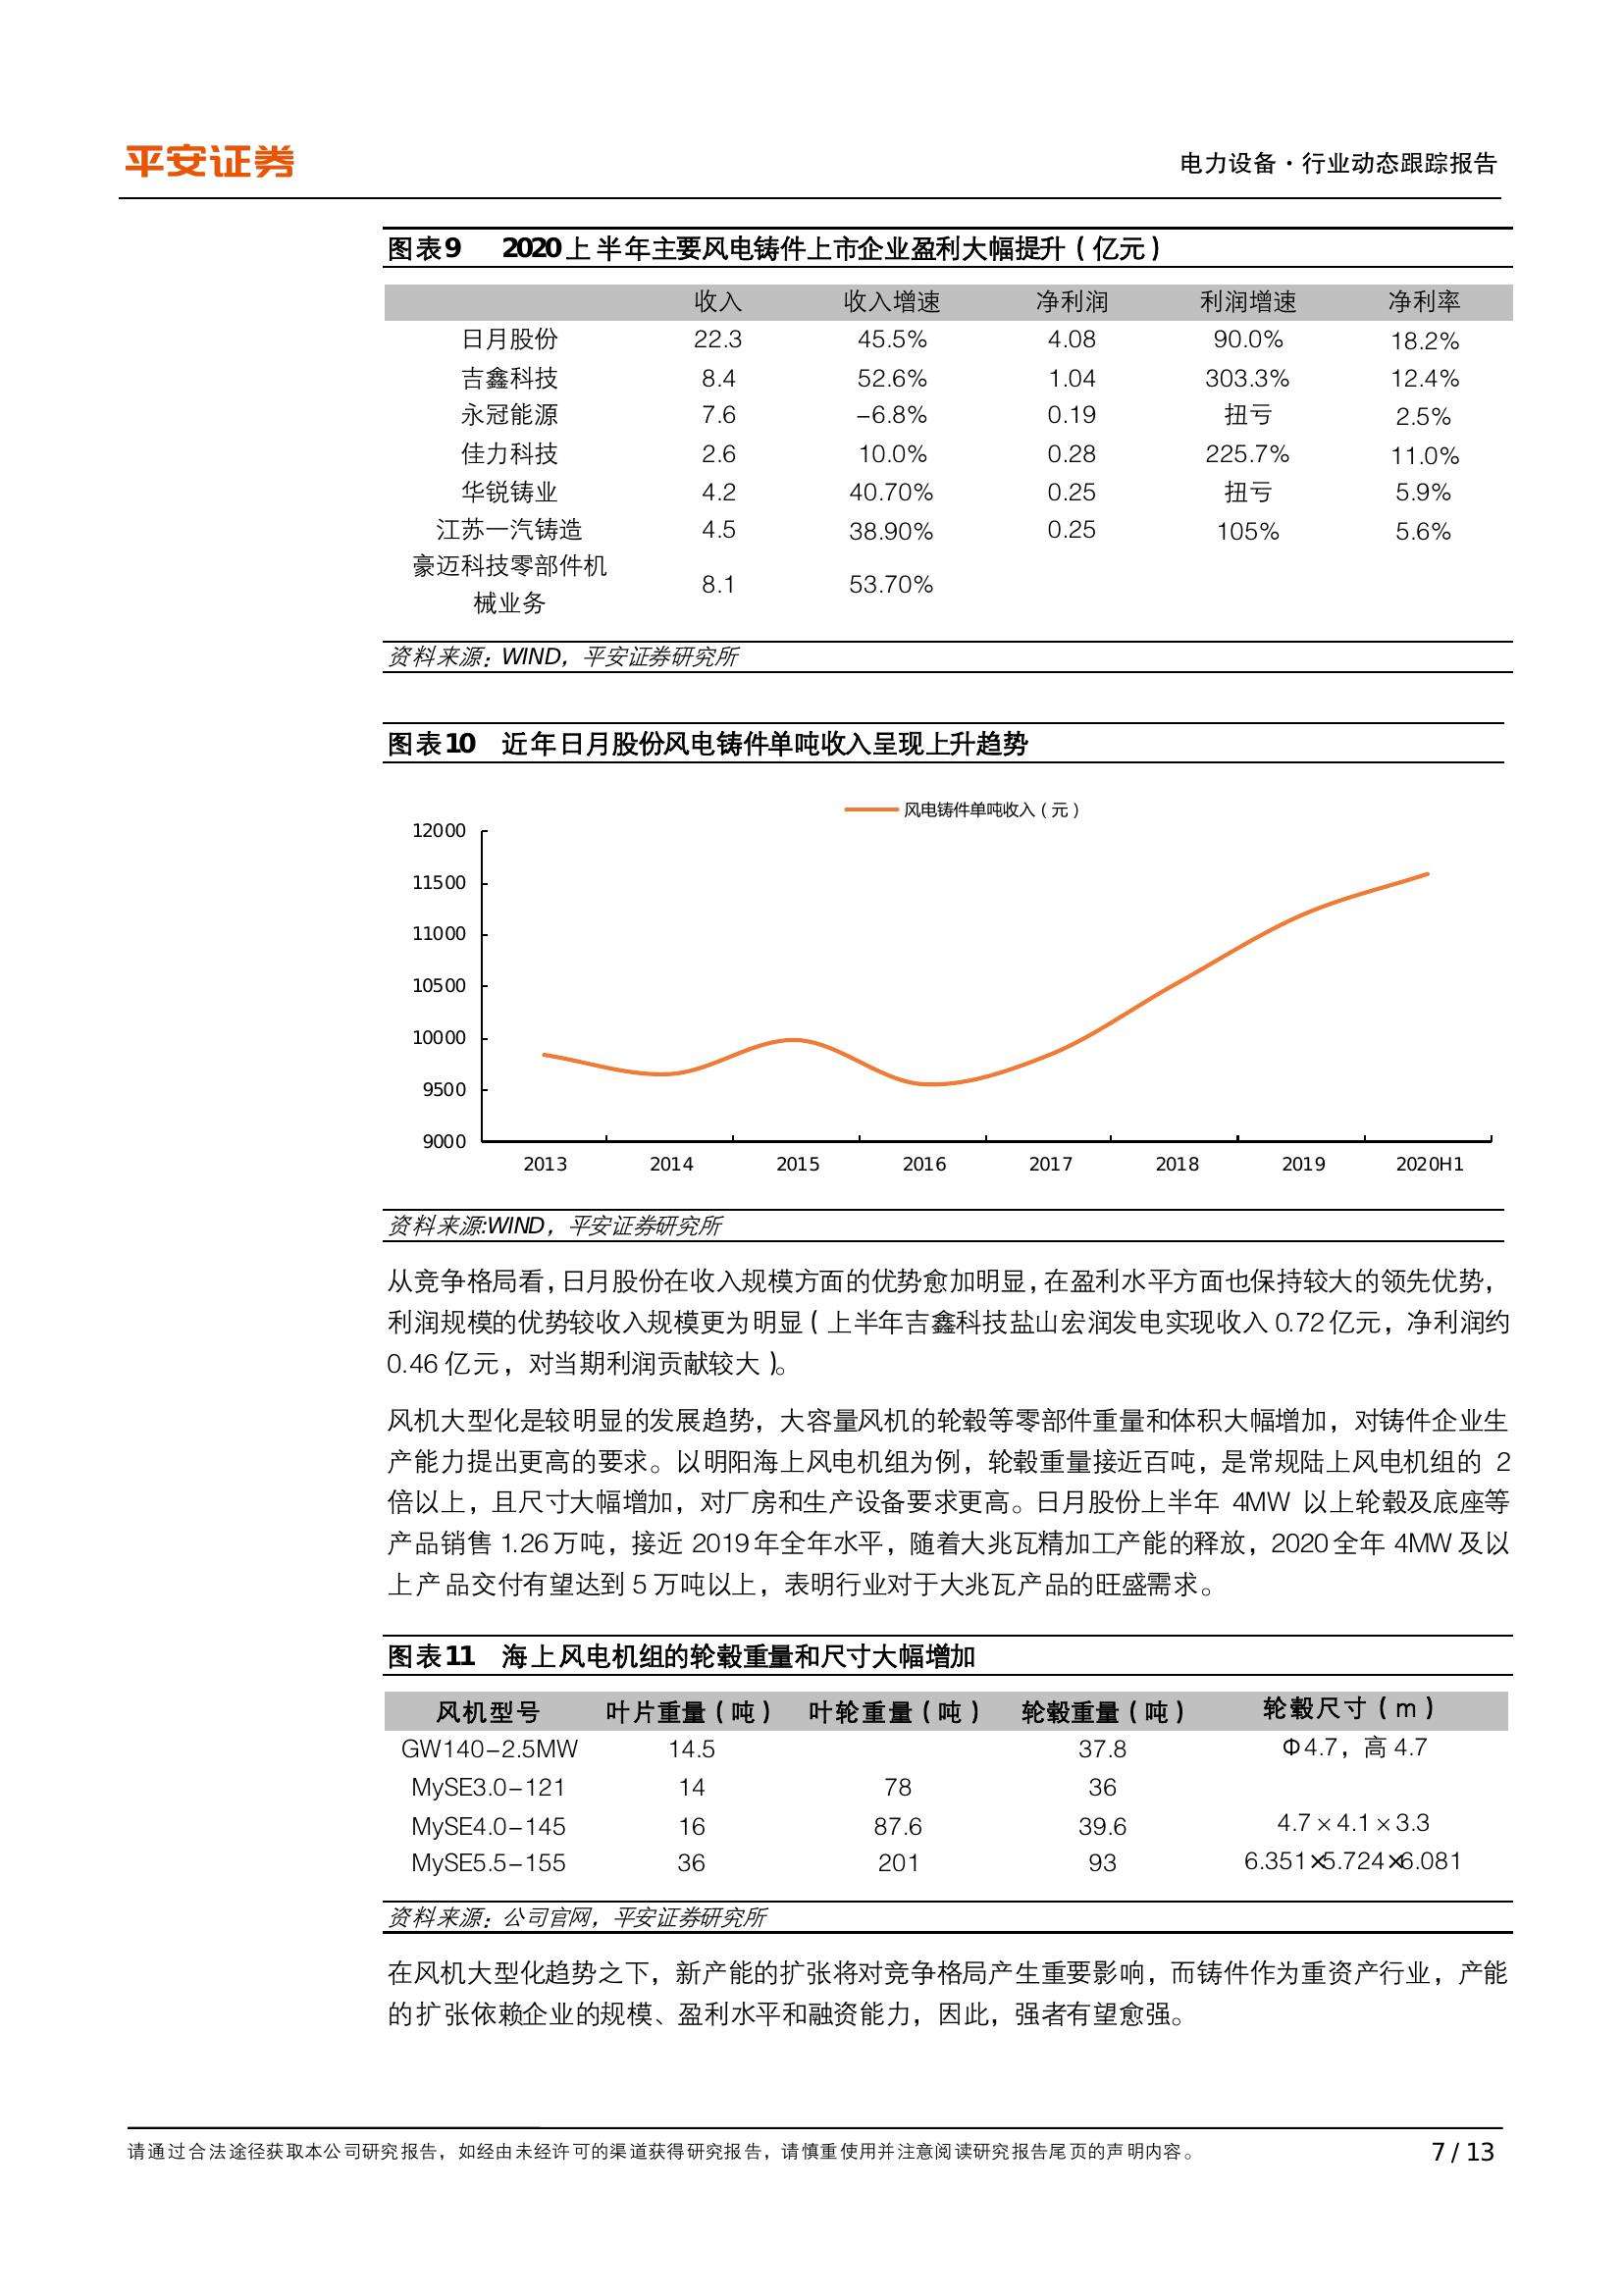 平安证券
电力设备·行业动态跟踪报告
图表9 2020上半年主要风电铸件上市企业盈利大幅提升（亿元）
收入 收入增速 净利润 利润增速 净利率
日月股份 22.3 45.5% 4.08 90.0% 18.2%
吉鑫科技 8.4 52.6% 1.04 303.3% 12.4%
永冠能源 7.6 -6.8% 0.19 扭亏 2.5%
佳力科技 2.6 10.0% 0.28 225.7% 11.0%
华锐铸业 4.2 40.70% 0.25 扭亏 5.9%
江苏一汽铸造 4.5 38.90% 0.25 105% 5.6%
豪迈科技零部件机
械业务 8.1 53.70%
资料来源：WIND，平安证券研究所
图表10 近年日月股份风电铸件单吨收入呈现上升趋势
风电铸件单吨收入（元）
12000
11500
11000
10500
10000
9500
9000
2013 2014 2015 2016 2017 2018 2019 2020H1
资料来源:WIND，平安证券研究所
从竞争格局看，日月股份在收入规模方面的优势愈加明显，在盈利水平方面也保持较大的领先优势，
利润规模的优势较收入规模更为明显（上半年吉鑫科技盐山宏润发电实现收入 0.72 亿元，净利润约
0.46 亿元，对当期利润贡献较大）。
风机大型化是较明显的发展趋势，大容量风机的轮毂等零部件重量和体积大幅增加，对铸件企业生
产能力提出更高的要求。以明阳海上风电机组为例，轮毂重量接近百吨，是常规陆上风电机组的 2
倍以上，且尺寸大幅增加，对厂房和生产设备要求更高。日月股份上半年 4MW 以上轮毂及底座等
产品销售 1.26 万吨，接近 2019 年全年水平，随着大兆瓦精加工产能的释放，2020 全年 4MW 及以
上产品交付有望达到 5 万吨以上，表明行业对于大兆瓦产品的旺盛需求。
图表11 海上风电机组的轮毂重量和尺寸大幅增加
风机型号 叶片重量（吨） 叶轮重量（吨） 轮毂重量（吨） 轮毂尺寸（m）
GW140-2.5MW 14.5 37.8 Φ4.7，高 4.7
MySE3.0-121 14 78 36
MySE4.0-145 16 87.6 39.6 4.7×4.1×3.3
MySE5.5-155 36 201 93 6.351×5.724×6.081
资料来源：公司官网，平安证券研究所
在风机大型化趋势之下，新产能的扩张将对竞争格局产生重要影响，而铸件作为重资产行业，产能
的扩张依赖企业的规模、盈利水平和融资能力，因此，强者有望愈强。
请通过合法途径获取本公司研究报告，如经由未经许可的渠道获得研究报告，请慎重使用并注意阅读研究报告尾页的声明内容。
7 / 13